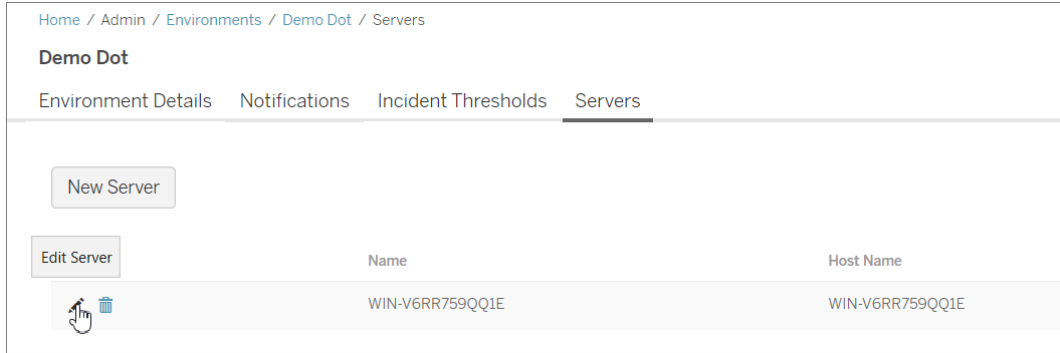 Home / Admin / Environments / Demo Dot / Servers
Demo Dot
Environment Details Notifications Incident Thresholds Servers
New Server
Edit Server
Name Host Name
WIN-V6RR759QQ1E WIN-V6RR759QQ1E